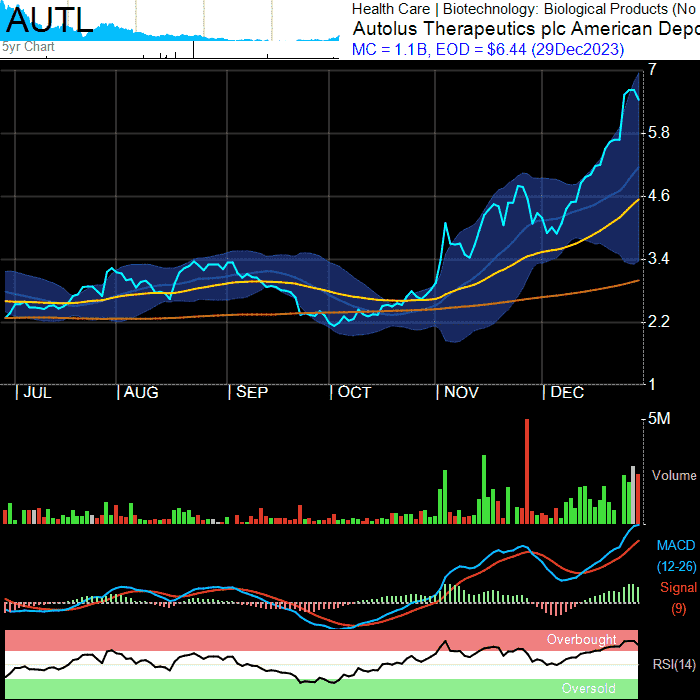 AUTL
5yr Chart
Health Care | Biotechnology: Biological Products (No
Autolus Therapeutics plc American Depo
MC = 1.1B, EOD = $6.44 (29Dec2023)
7
5.8
4.6
3.4
2.2
1
| JUL | AUG | SEP | OCT | NOV | DEC
5M
Volume
MACD
(12-26)
Signal
(9)
Overbought
RSI(14)
Oversold